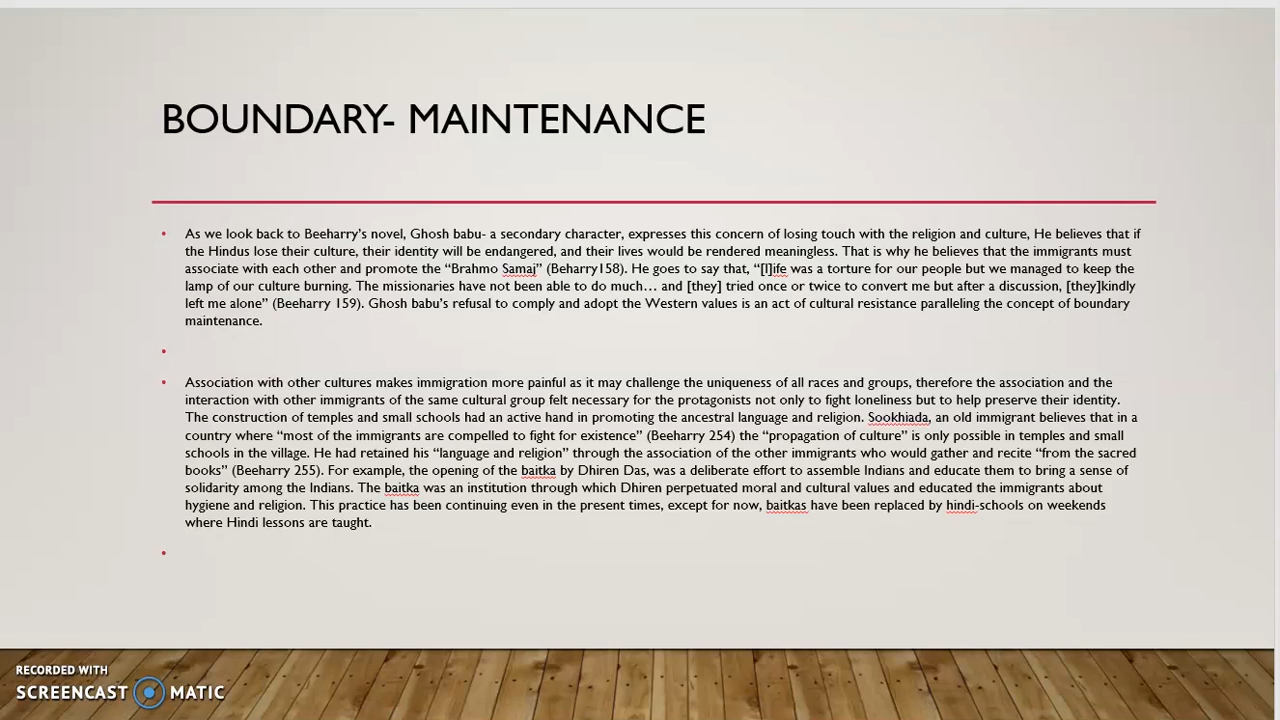 BOUNDARY- MAINTENANCE
As we look back to Beeharry's novel, Ghosh babu- a secondary character, expresses this concern of losing touch with the religion and culture, He believes that if
the Hindus lose their culture, their identity will be endangered, and their lives would be rendered meaningless. That is why he believes that the immigrants must
associate with each other and promote the “Brahmo Samaj” (Beharry158). He goes to say that, “[l]ife was a torture for our people but we managed to keep the
lamp of our culture burning. The missionaries have not been able to do much… and [they] tried once or twice to convert me but after a discussion, [they]kindly
left me alone” (Beeharry 159). Ghosh babu's refusal to comply and adopt the Western values is an act of cultural resistance paralleling the concept of boundary
maintenance.
Association with other cultures makes immigration more painful as it may challenge the uniqueness of all races and groups, therefore the association and the
interaction with other immigrants of the same cultural group felt necessary for the protagonists not only to fight loneliness but to help preserve their identity.
The construction of temples and small schools had an active hand in promoting the ancestral language and religion. Sookhiada, an old immigrant believes that in a
country where “most of the immigrants are compelled to fight for existence” (Beeharry 254) the “propagation of culture” is only possible in temples and small
schools in the village. He had retained his “language and religion” through the association of the other immigrants who would gather and recite “from the sacred
books” (Beeharry 255). For example, the opening of the baitka by Dhiren Das, was a deliberate effort to assemble Indians and educate them to bring a sense of
solidarity among the Indians. The baitka was an institution through which Dhiren perpetuated moral and cultural values and educated the immigrants about
hygiene and religion. This practice has been continuing even in the present times, except for now, baitkas have been replaced by hindi-schools on weekends
where Hindi lessons are taught.
RECORDED WITH
SCREENCAST MATIC